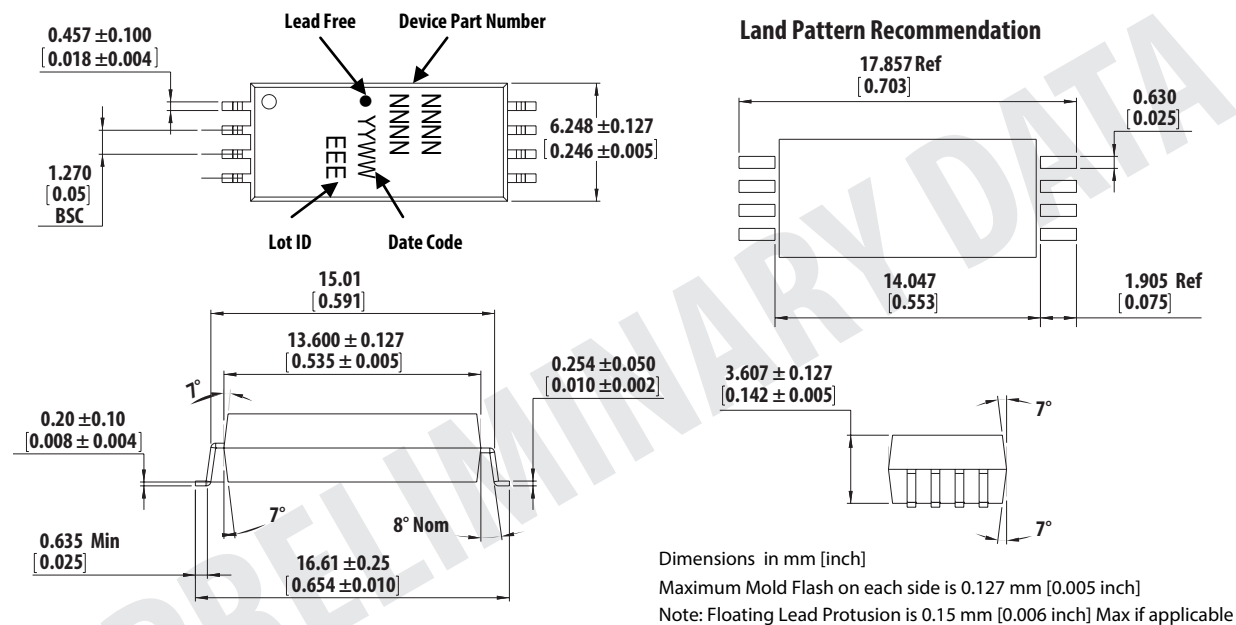 Lead Free
Device Part Number
0.457 ±0.100
[0.018 ±0.004]
NNNN
NNNN
YYWW
EEE
6.248 ±0.127
[0.246 ±0.005]
1.270
[0.05]
BSC
Lot ID
Date Code
Land Pattern Recommendation
17.857 Ref
[0.703]
0.630
[0.025]
14.047
[0.553]
1.905 Ref
[0.075]
15.01
[0.591]
13.600 ± 0.127
[0.535 ± 0.005]
7°
0.254 ±0.050
[0.010 ±0.002]
0.20 ±0.10
[0.008 ± 0.004]
7°
8° Nom
0.635 Min
[0.025]
16.61 ±0.25
[0.654 ±0.010]
3.607 ± 0.127
[0.142 ± 0.005]
7°
7°
Dimensions in mm [inch]
Maximum Mold Flash on each side is 0.127 mm [0.005 inch]
Note: Floating Lead Protusion is 0.15 mm [0.006 inch] Max if applicable
PRELIMINARY DATA